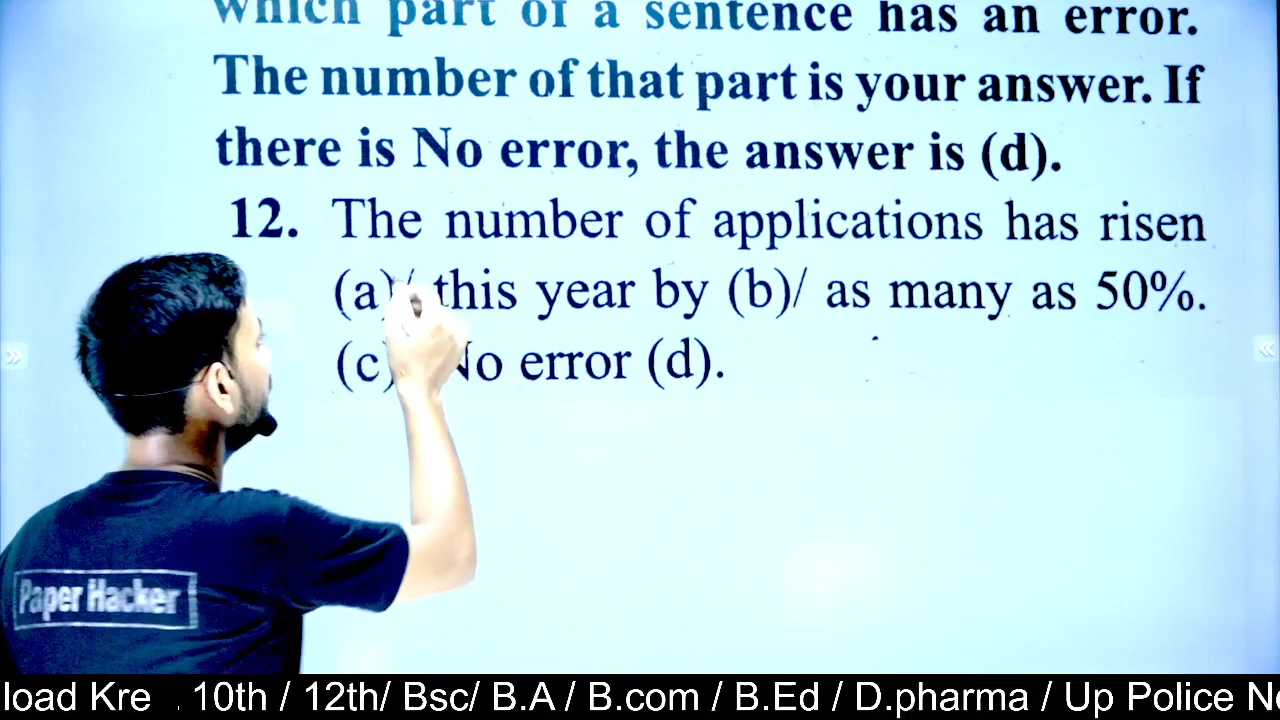 which part of a sentence has an error.
The number of that part is your answer. If
there is No error, the answer is (d).
12. The number of applications has risen
(a)/ this year by (b)/ as many as 50%.
(c) No error (d).
Paper Hacker
load Kre . 10th / 12th/ Bsc/ B.A / B.com / B.Ed / D.pharma / Up Police